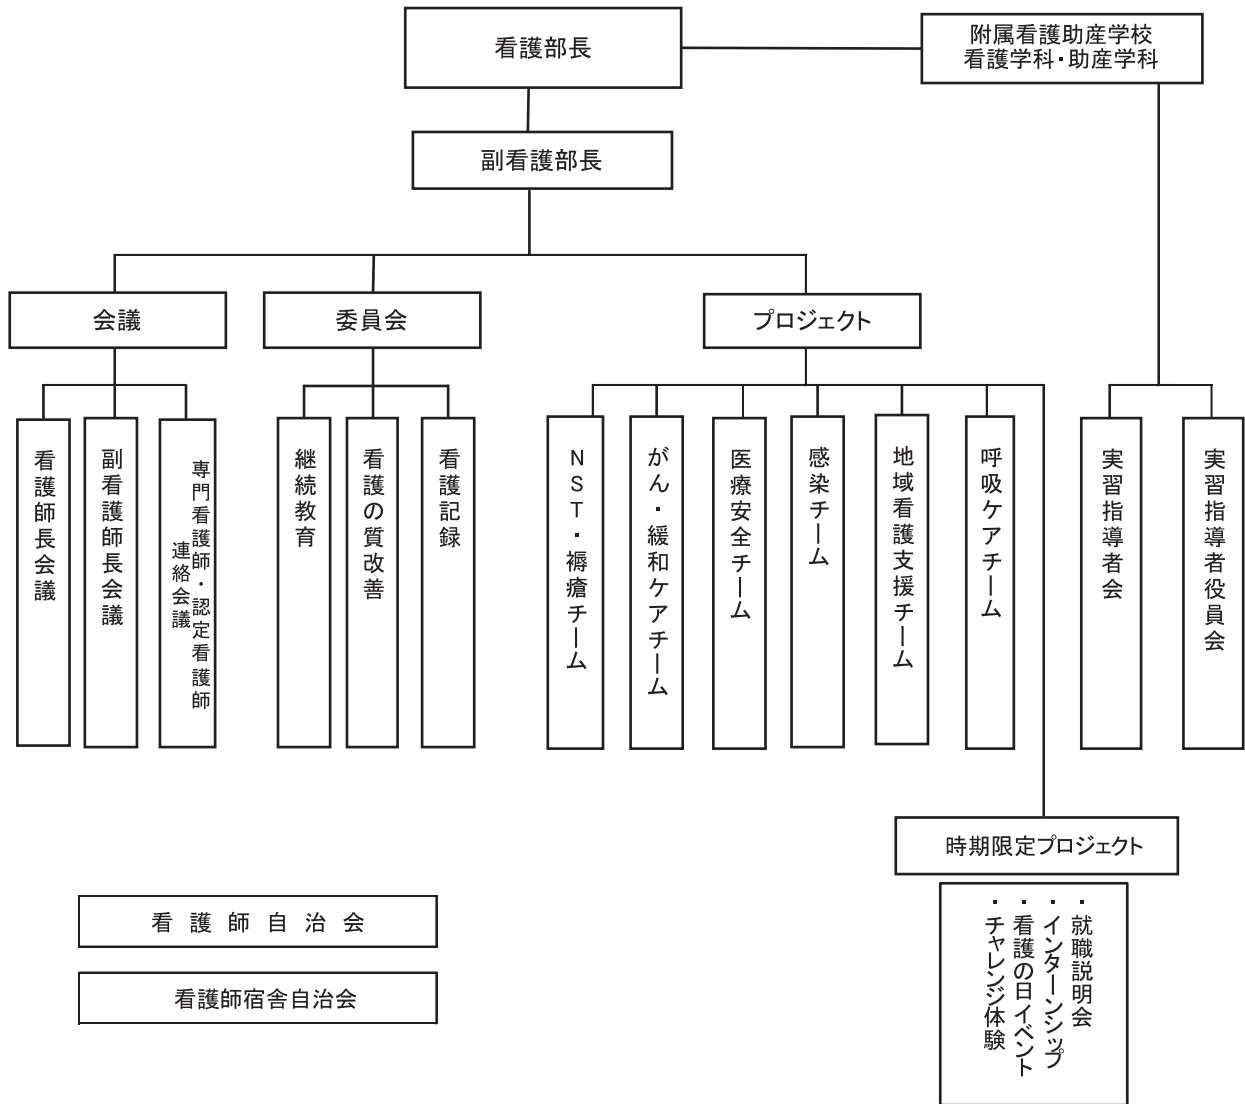 看護部長
附属看護助産学校
看護学科・助産学科
副看護部長
会議
委員会
プロジェクト
看護師長会議
副看護師長会議
専門看護師・認定看護師
連絡会議
継続教育
看護の質改善
看護記録
NST・褥瘡チーム
がん・緩和ケアチーム
医療安全チーム
感染チーム
地域看護支援チーム
呼吸ケアチーム
実習指導者会
実習指導者役員会
時期限定プロジェクト
・就職説明会
・インターンシップ
・看護の日イベント
・チャレンジ体験
看護師自治会
看護師宿舎自治会